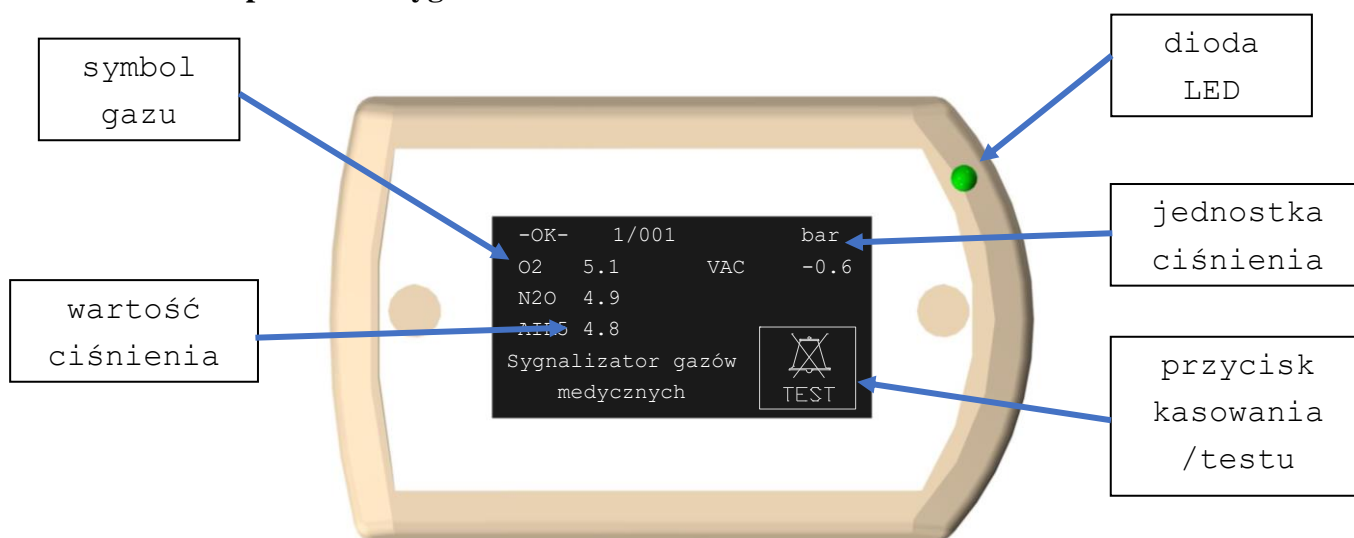 symbol
gazu
dioda
LED
-OK- 1/001 bar
O2 5.1 VAC -0.6
N2O 4.9
AIR5 4.8
Sygnalizator gazów
medycznych
TEST
jednostka
ciśnienia
wartość
ciśnienia
przycisk
kasowania
/testu